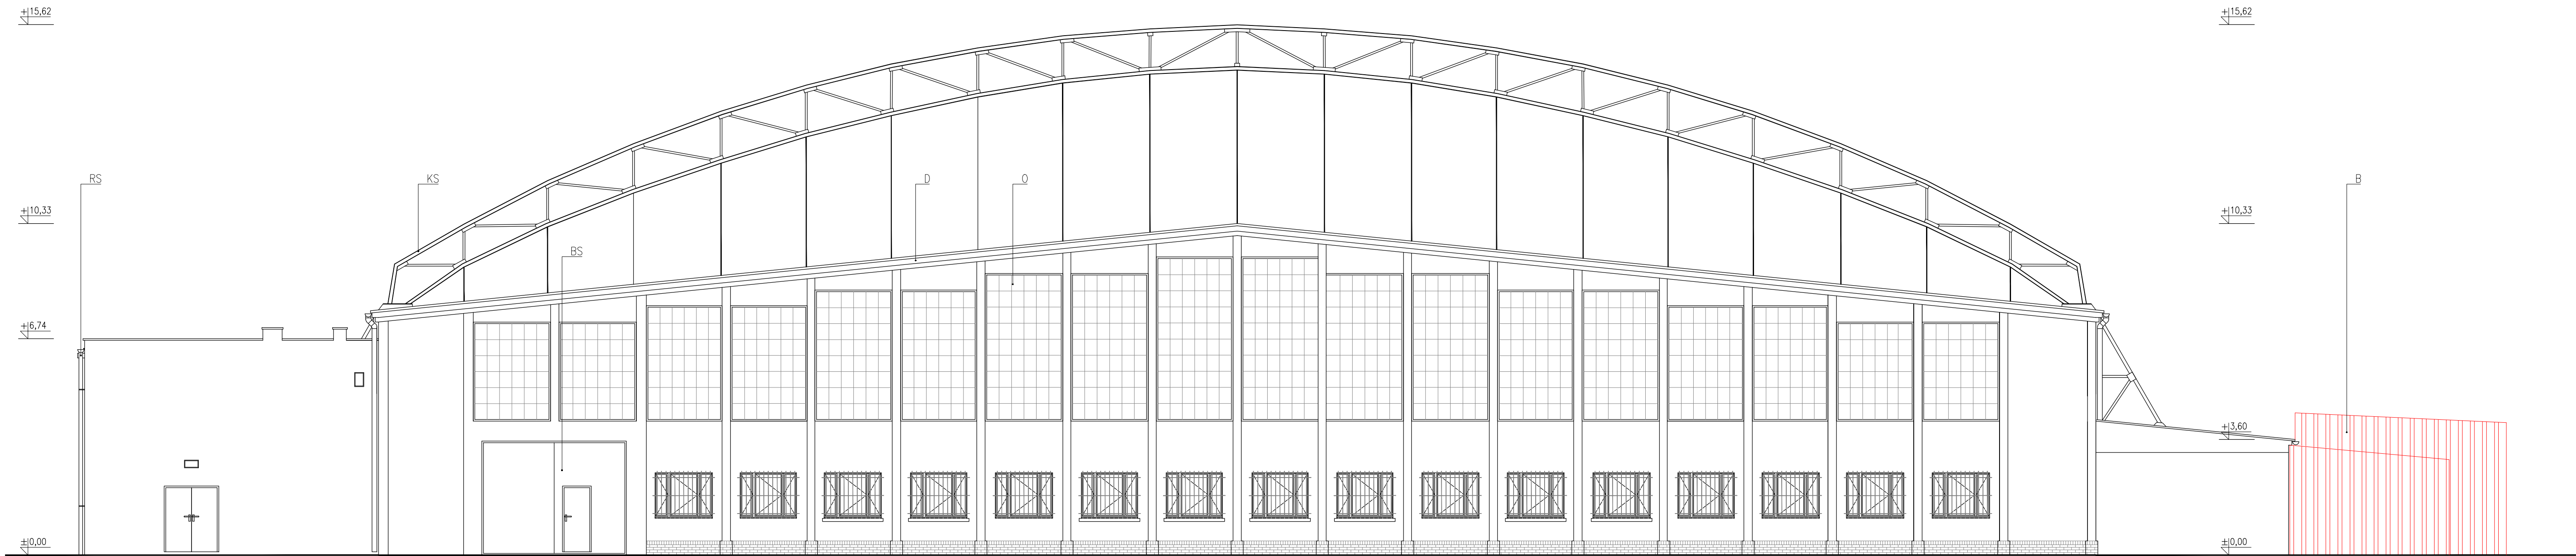 +15,62
+15,62
RS
KS
D
O
B
+10,33
+10,33
BS
+6,74
+3,60
±0,00
±0,00